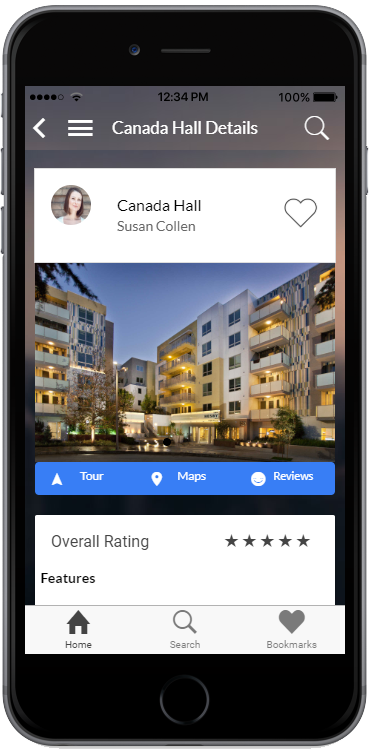 12:34 PM 100%
Canada Hall Details
Canada Hall
Susan Collen
Tour Maps Reviews
Overall Rating ★★★★★
Features
Home Search Bookmarks